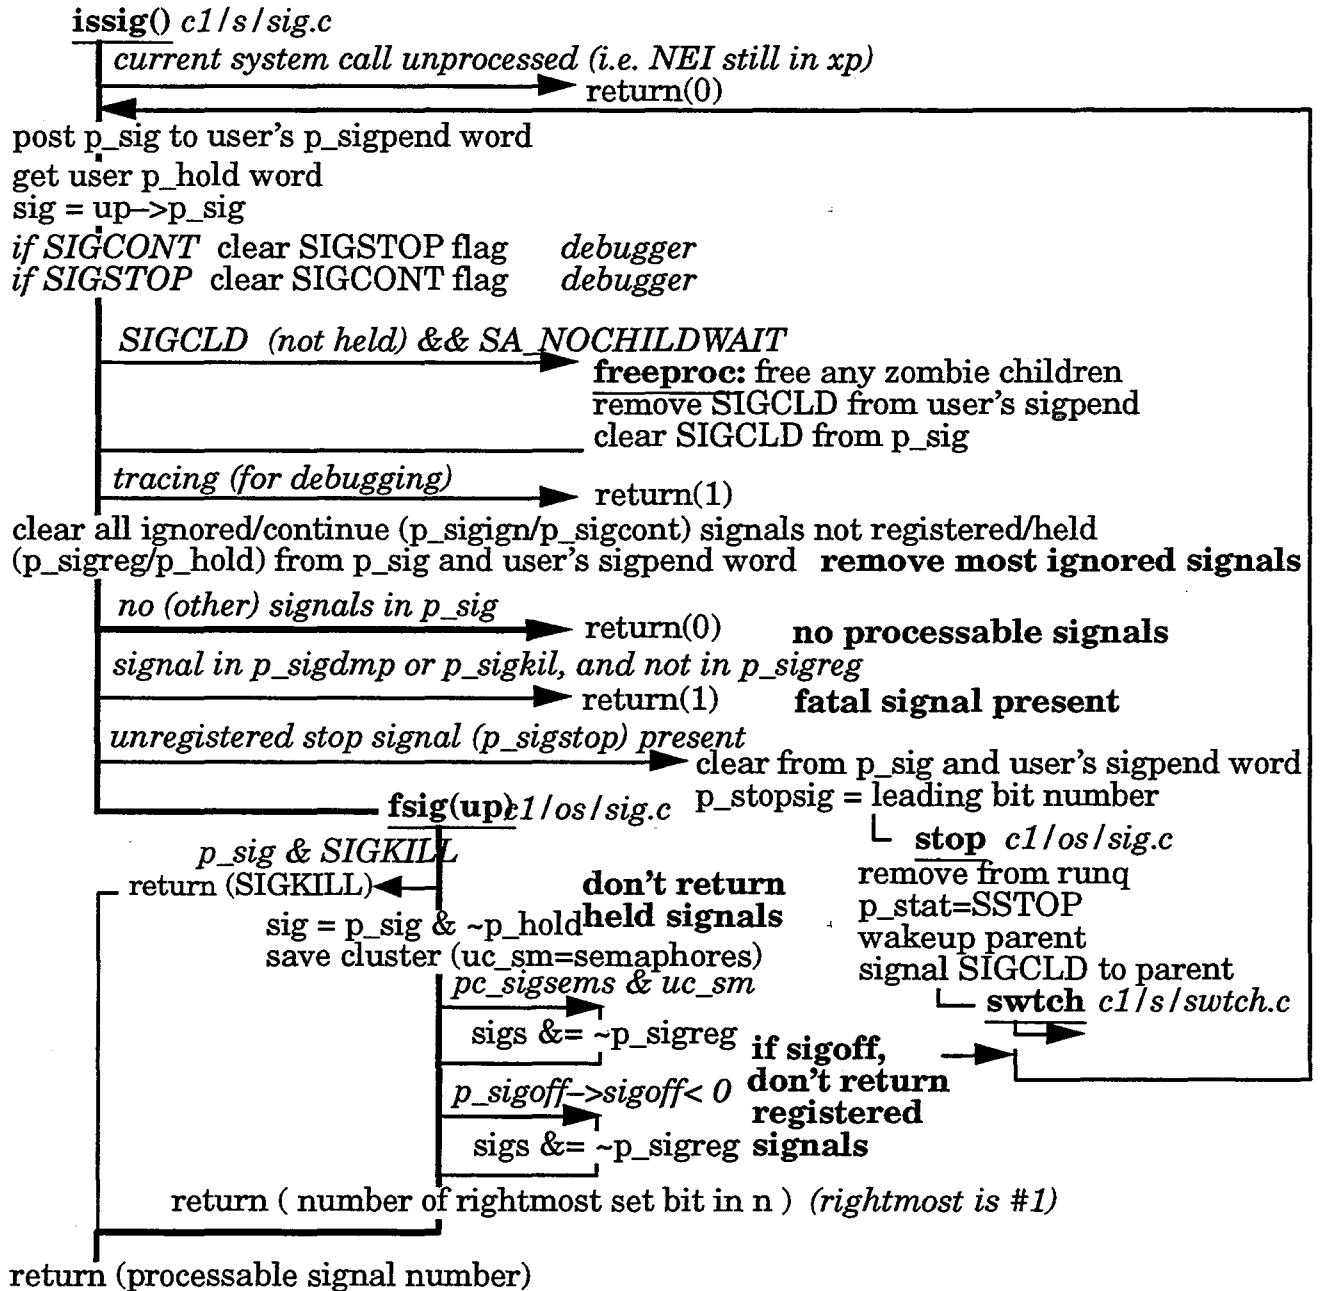 issig() c1/s/sig.c
current system call unprocessed (i.e. NEI still in xp)
return(0)
post p_sig to user's p_sigpend word
get user p_hold word
sig = up->p_sig
if SIGCONT clear SIGSTOP flag debugger
if SIGSTOP clear SIGCONT flag debugger
SIGCLD (not held) && SA_NOCHILDWAIT
freeproc: free any zombie children
remove SIGCLD from user's sigpend
clear SIGCLD from p_sig
tracing (for debugging)
return(1)
clear all ignored/continue (p_sigign/p_sigcont) signals not registered/held
(p_sigreg/p_hold) from p_sig and user's sigpend word remove most ignored signals
no (other) signals in p_sig
return(0) no processable signals
signal in p_sigdmp or p_sigkil, and not in p_sigreg
return(1) fatal signal present
unregistered stop signal (p_sigstop) present
clear from p_sig and user's sigpend word
p_stopsig = leading bit number
stop c1/os/sig.c
remove from runq
p_stat=SSTOP
wakeup parent
signal SIGCLD to parent
swtch c1/s/swtch.c
fsig(up) c1/os/sig.c
p_sig & SIGKILL
return (SIGKILL)
don't return
held signals
sig = p_sig & ~p_hold
save cluster (uc_sm=semaphores)
pc_sigsems & uc_sm
sigs &= ~p_sigreg
p_sigoff->sigoff< 0
sigs &= ~p_sigreg
if sigoff,
don't return
registered
signals
return ( number of rightmost set bit in n ) (rightmost is #1)
return (processable signal number)